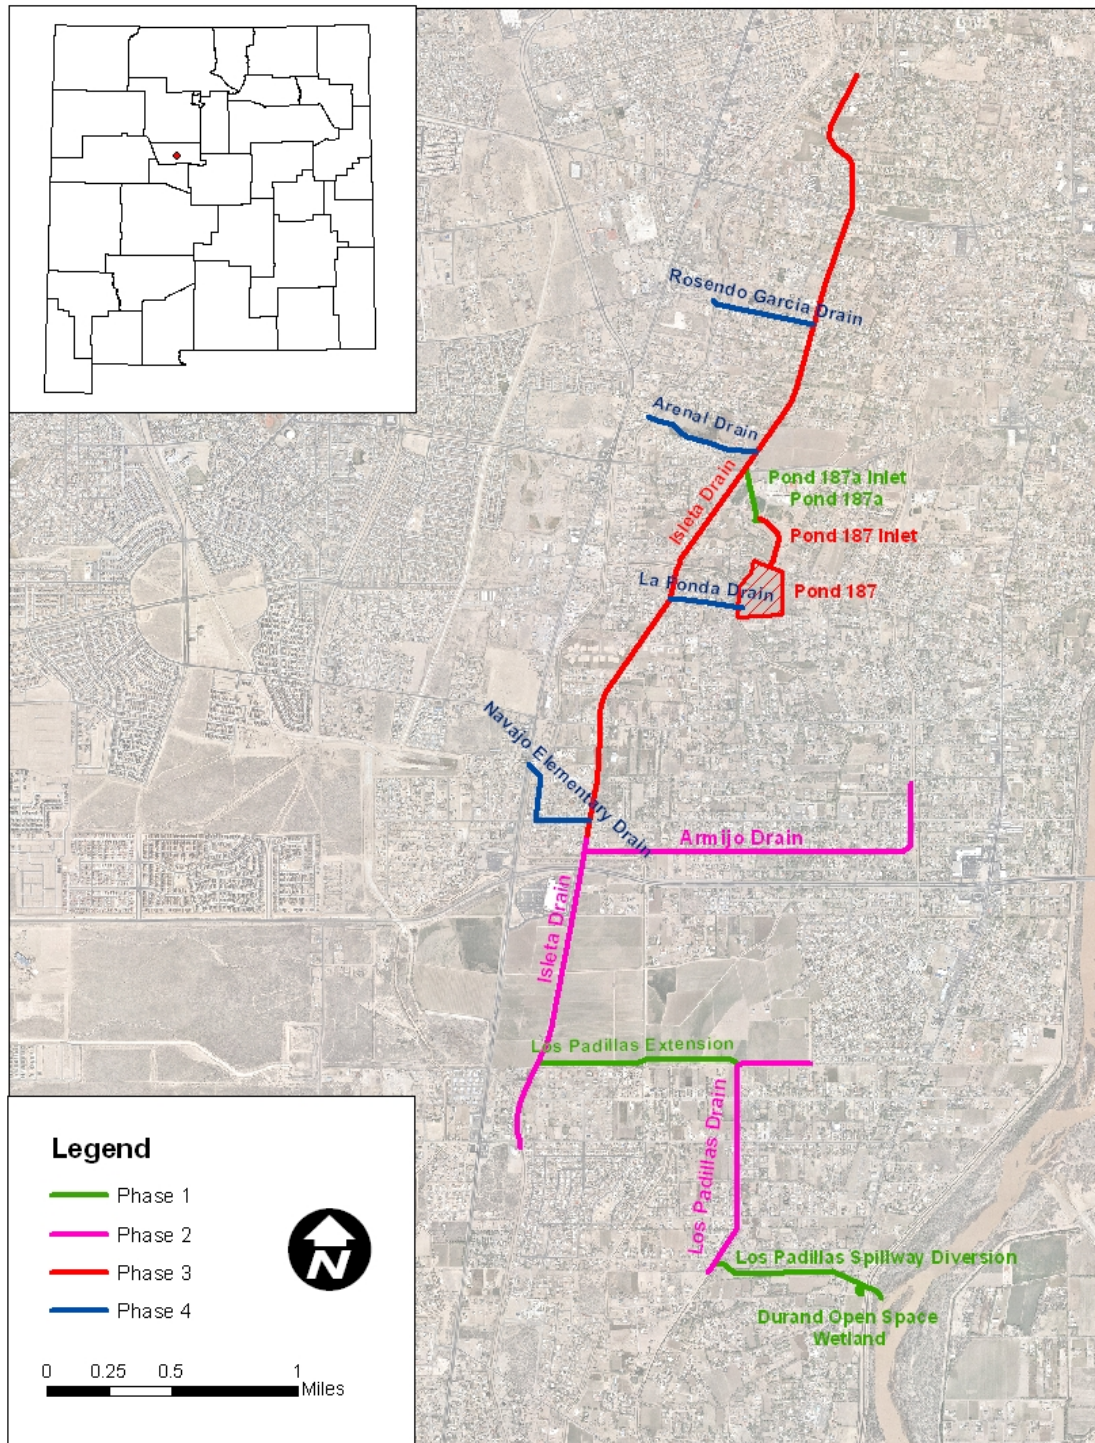 Rosendo Garcia Drain
Arenal Drain
Isleta Drain
Pond 187a Inlet
Pond 187a
Pond 187 Inlet
La Fonda Drain
Pond 187
Navajo Elementary Drain
Armijo Drain
Isleta Drain
Los Padillas Extension
Los Padillas Drain
Los Padillas Spillway Diversion
Durand Open Space
Wetland
Legend
Phase 1
Phase 2
Phase 3
Phase 4
N
0 0.25 0.5 1
Miles